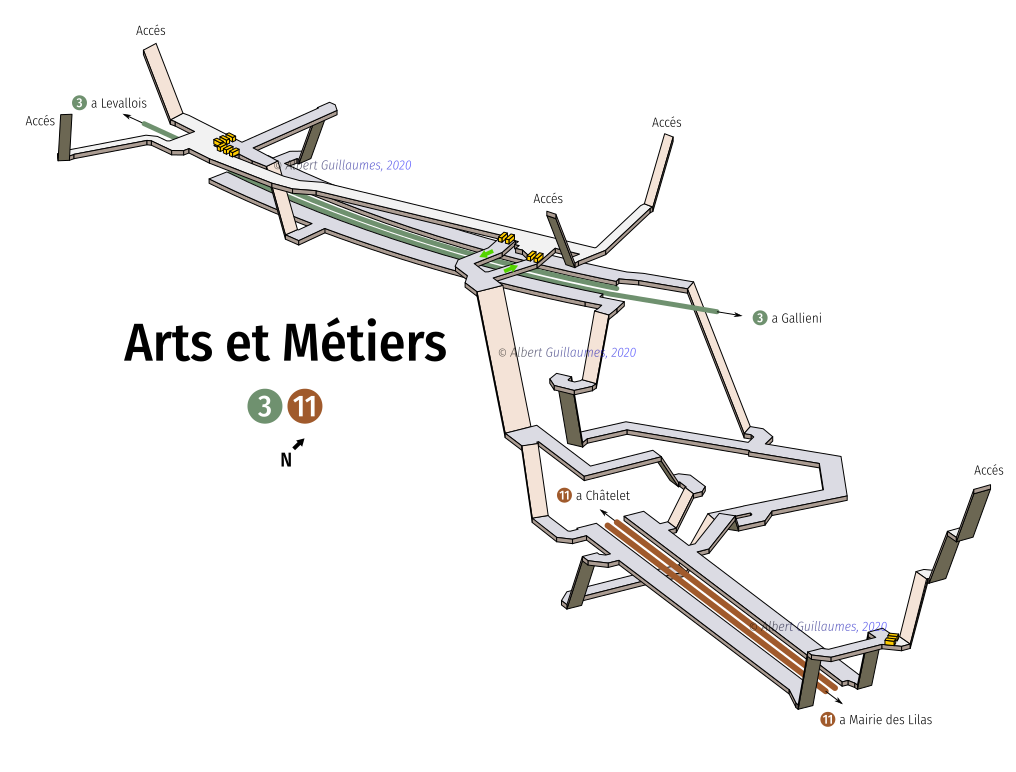 Accés
3 a Levallois
Accés
Accés
© Albert Guillaumes, 2020
Accés
3 a Gallieni
Arts et Métiers
© Albert Guillaumes, 2020
3 11
N
Accés
11 a Châtelet
© Albert Guillaumes, 2020
11 a Mairie des Lilas